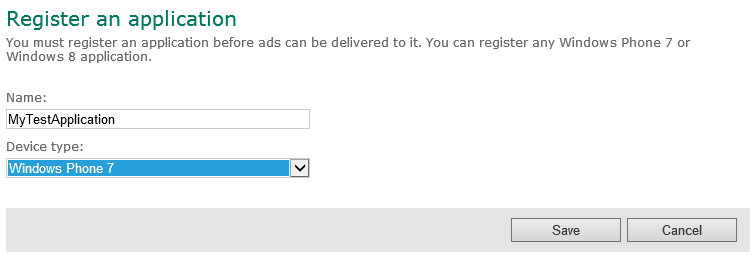 Register an application
You must register an application before ads can be delivered to it. You can register any Windows Phone 7 or
Windows 8 application.
Name:
MyTestApplication
Device type:
Windows Phone 7
Save Cancel